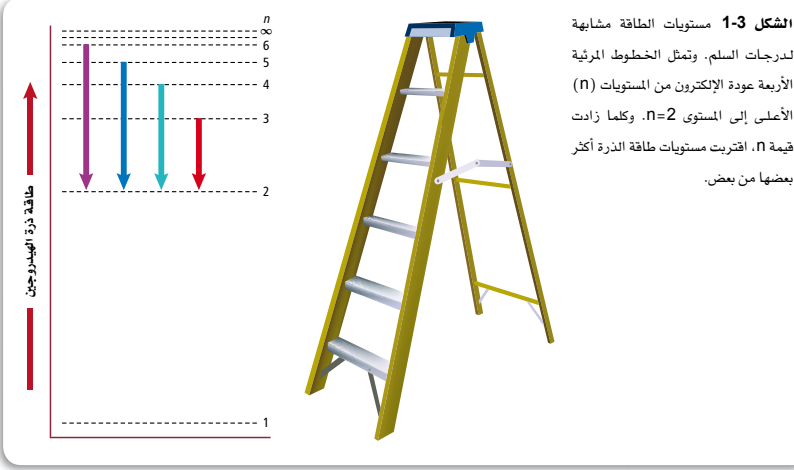 الشكل 3-1 مستويات الطاقة مشابهة
لدرجات السلم. وتمثل الخطوط المرئية
الأربعة عودة الإلكترون من المستويات (n)
الأعلى إلى المستوى n=2. وكلما زادت
قيمة n، اقتربت مستويات طاقة الذرة أكثر
بعضها من بعض.
n
∞
6
5
4
3
2
1
طاقة ذرة الهيدروجين